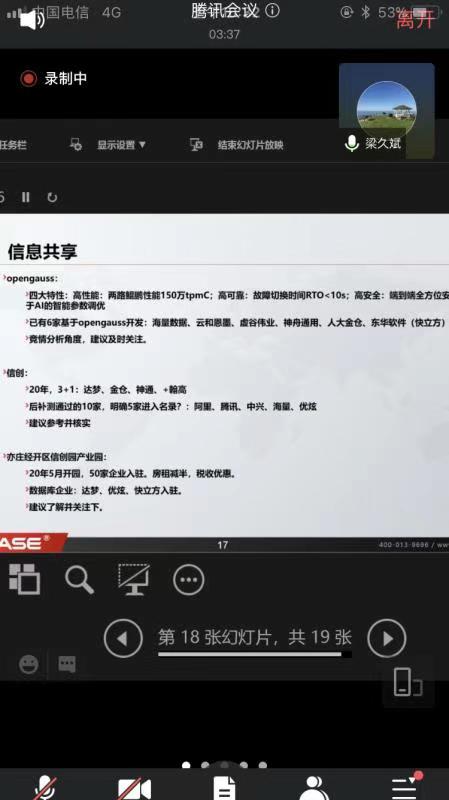 中国电信 4G
腾讯会议
53%
离开
03:37
录制中
梁久斌
任务栏
显示设置 ▼
结束幻灯片放映
信息共享
opengauss：
四大特性：高性能：两路鲲鹏性能150万tpmC；高可靠：故障切换时间RTO<10s；高安全：端到端全方位安
于AI的智能参数调优
已有6家基于opengauss开发：海量数据、云和恩墨、虚谷伟业、神舟通用、人大金仓、东华软件（快立方）
竞情分析角度，建议及时关注。
信创：
20年，3+1：达梦、金仓、神通、+翰高
后补测通过的10家，明确5家进入名录？：阿里、腾讯、中兴、海量、优炫
建议参考并核实
亦庄经开区信创园产业园：
20年5月开园，50家企业入驻。房租减半，税收优惠。
数据库企业：达梦、优炫、快立方入驻。
建议了解并关注下。
ASE®
17
400-013-9696 / ww
第 18 张幻灯片，共 19 张